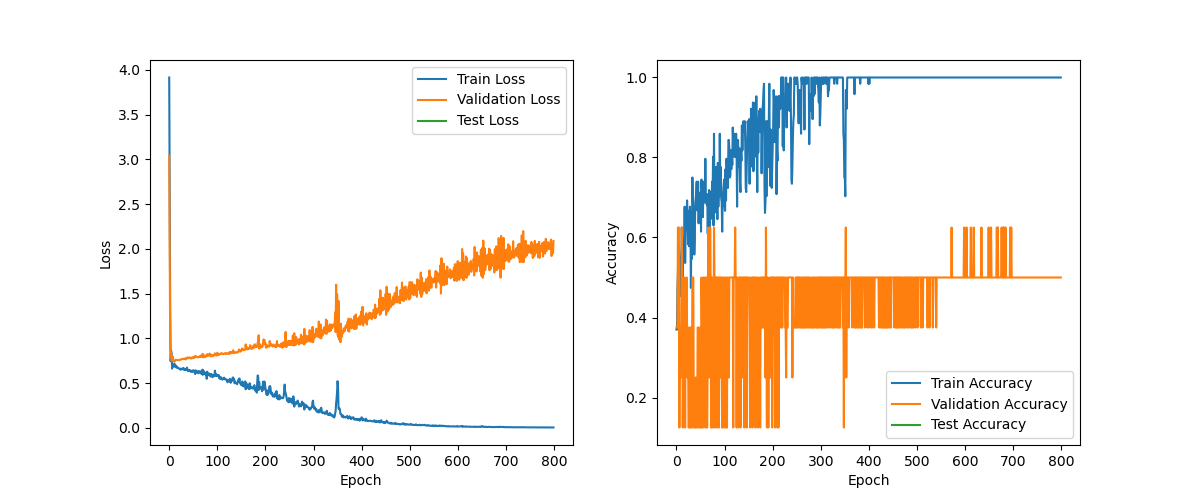 4.0
3.5
3.0
2.5
2.0
1.5
1.0
0.5
0.0
Loss
0 100 200 300 400 500 600 700 800
Epoch
Train Loss
Validation Loss
Test Loss
1.0
0.8
0.6
0.4
0.2
Accuracy
0 100 200 300 400 500 600 700 800
Epoch
Train Accuracy
Validation Accuracy
Test Accuracy